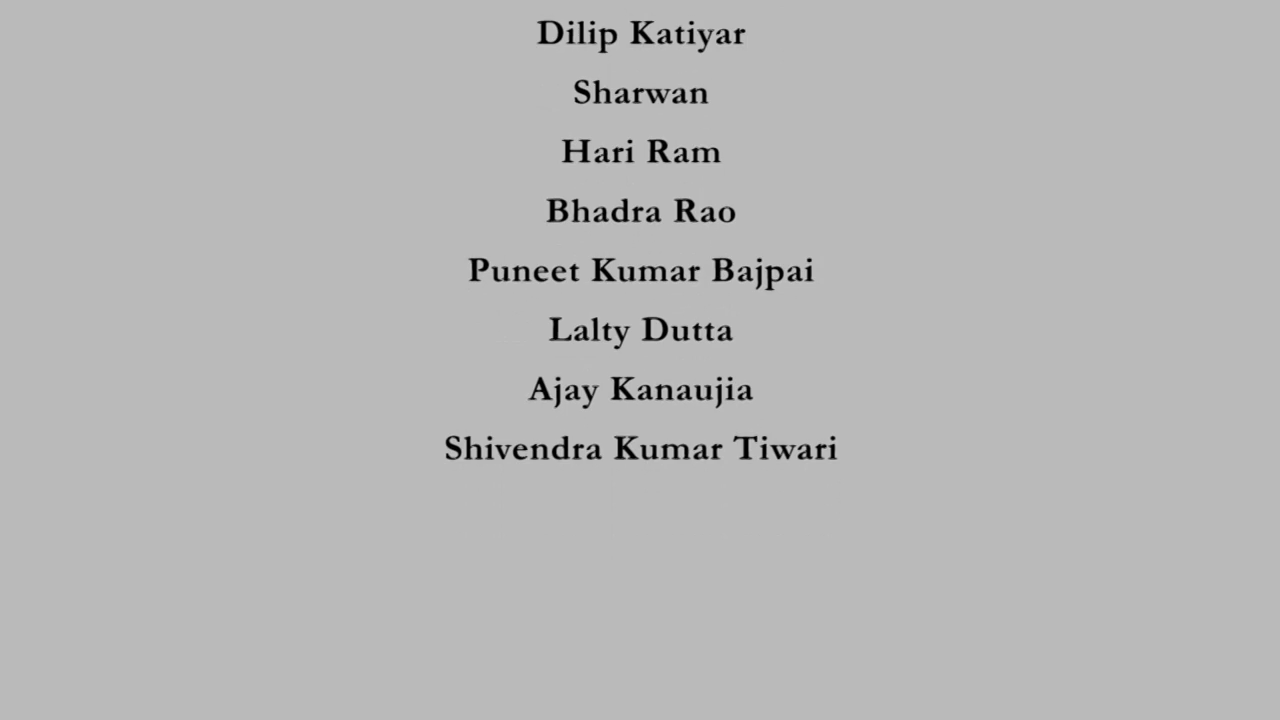 Dilip Katiyar
Sharwan
Hari Ram
Bhadra Rao
Puneet Kumar Bajpai
Lalty Dutta
Ajay Kanaujia
Shivendra Kumar Tiwari